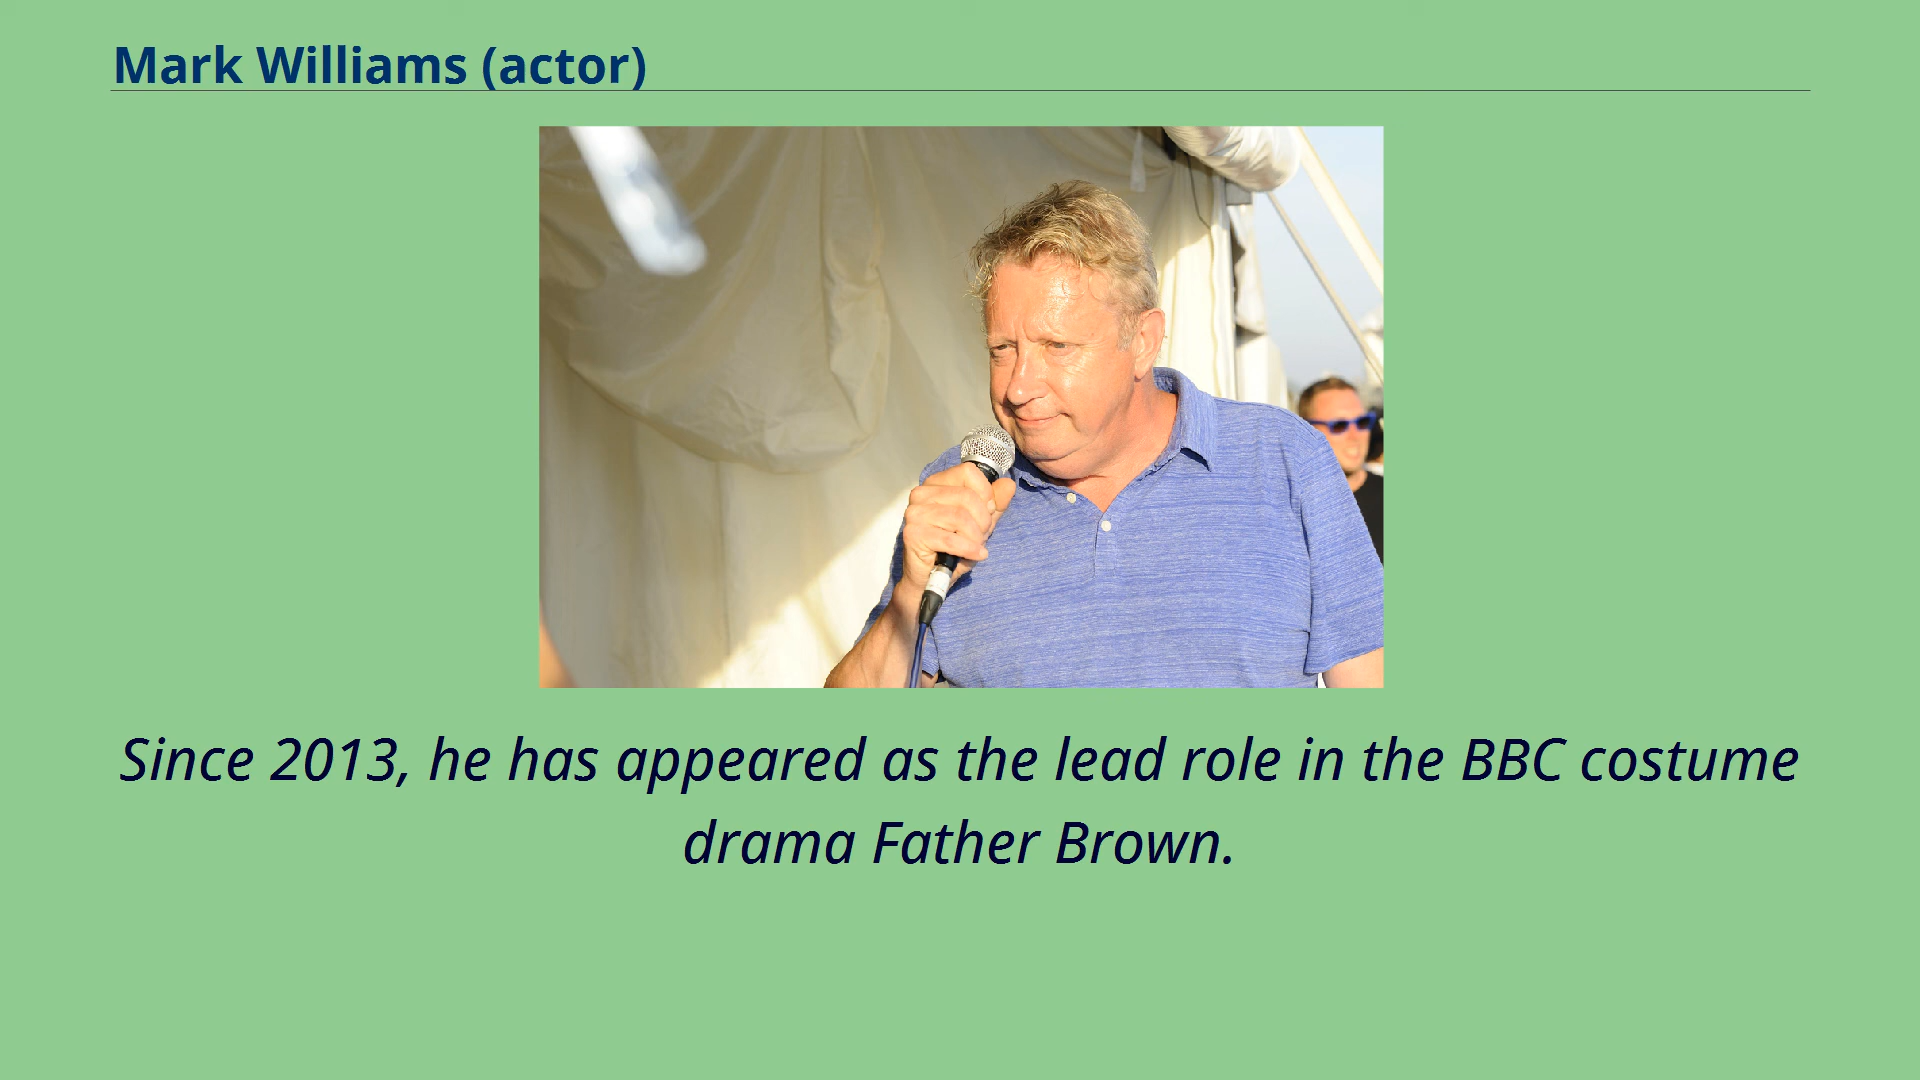 Mark Williams (actor)
Since 2013, he has appeared as the lead role in the BBC costume
drama Father Brown.